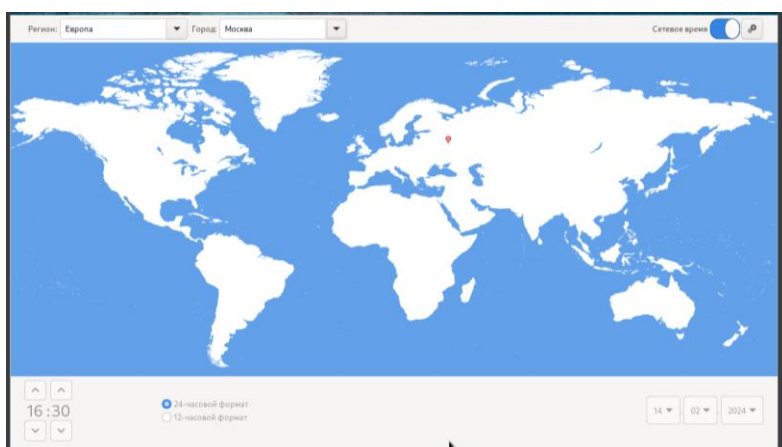 Регион: Европа Город: Москва Сетевое время
24-часовой формат
16 : 30 14 02 2024
12-часовой формат